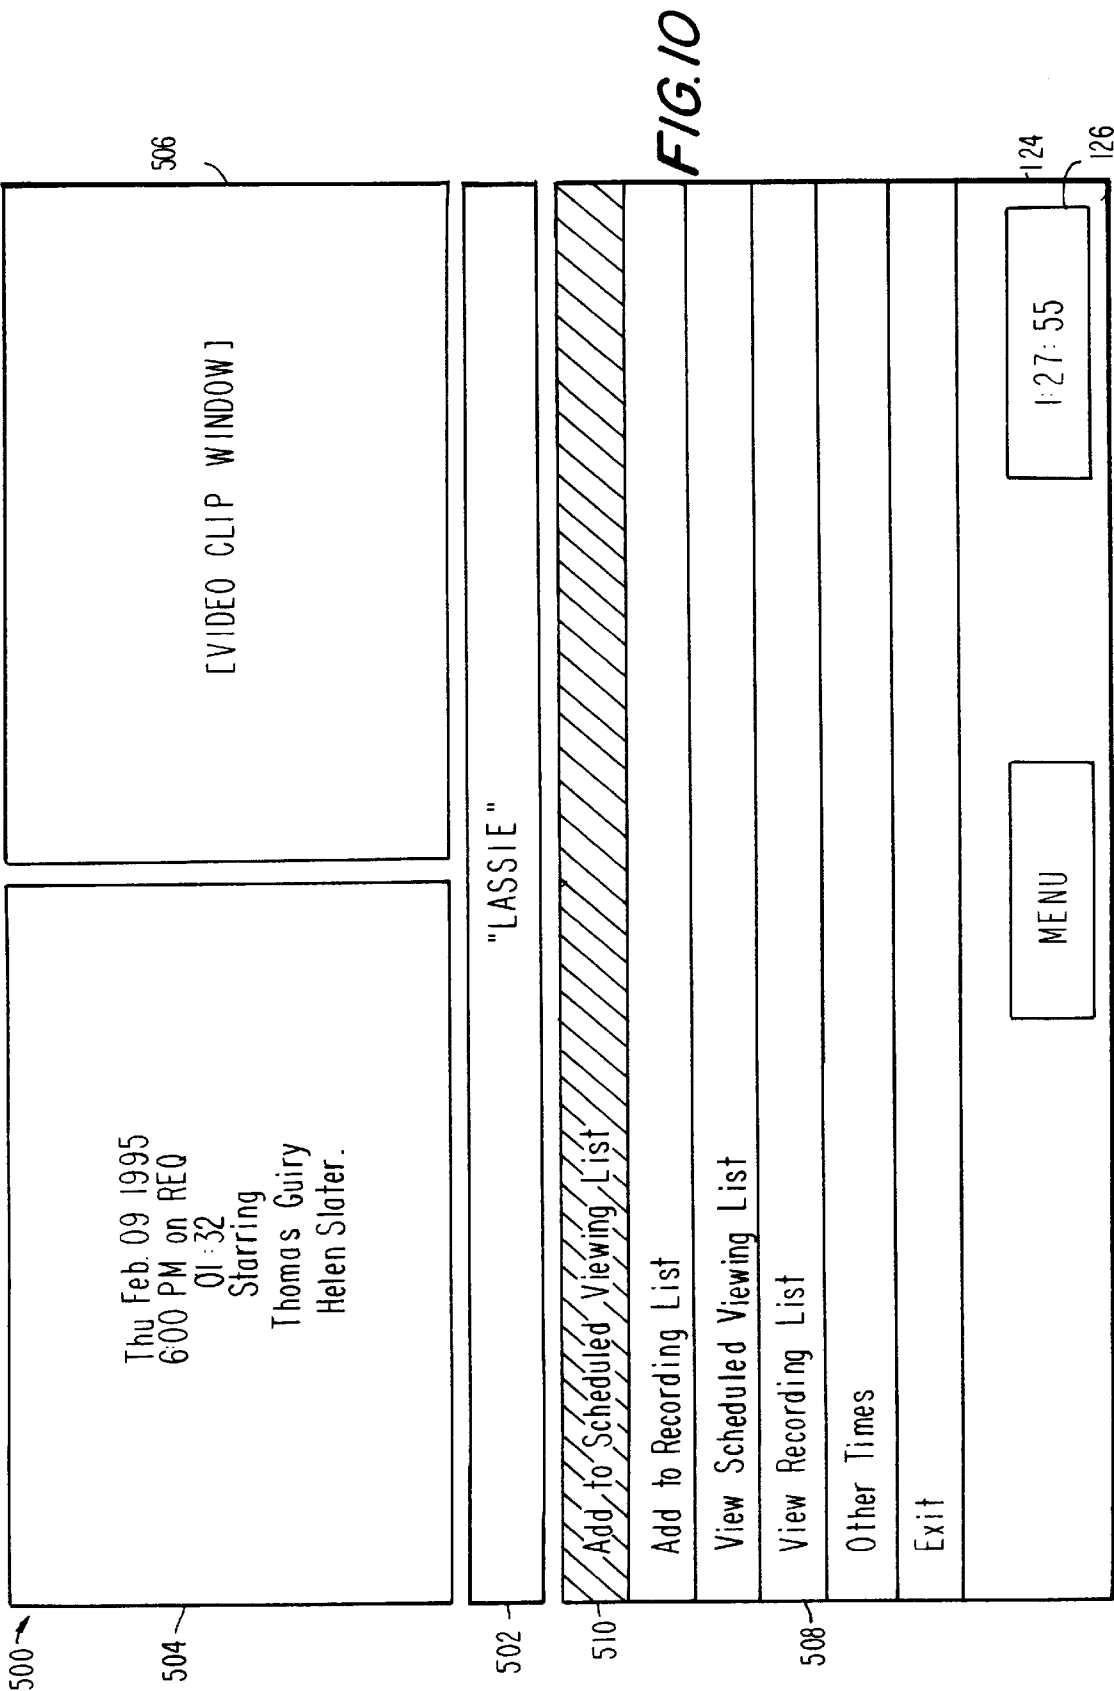 500
504
Thu Feb. 09 1995
6:00 PM on REQ
01:32
Starring
Thomas Guiry
Helen Slater.
506
[VIDEO CLIP WINDOW]
502
"LASSIE"
510
Add to Scheduled Viewing List
Add to Recording List
View Scheduled Viewing List
508
View Recording List
Other Times
Exit
MENU
1:27:55
124
126
FIG.10